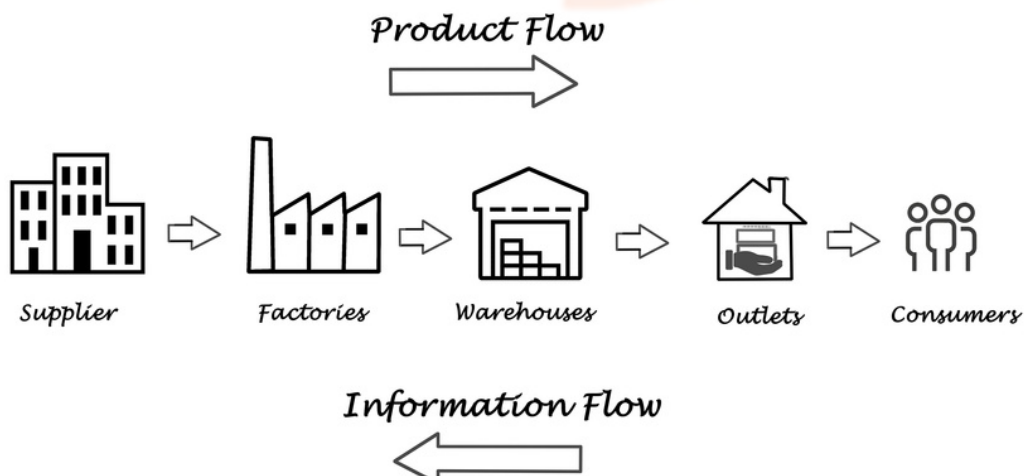 Product Flow
Supplier
Factories
Warehouses
Outlets
Consumers
Information Flow